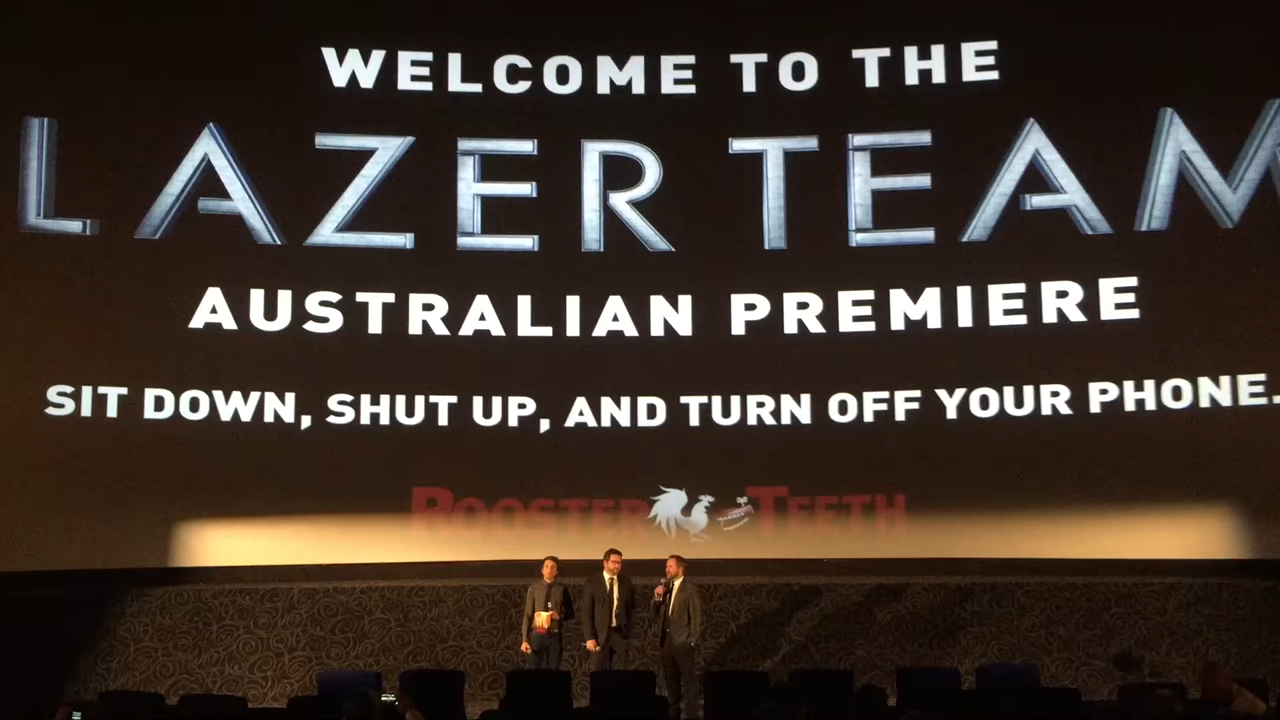 WELCOME TO THE
LAZER TEAM
AUSTRALIAN PREMIERE
SIT DOWN, SHUT UP, AND TURN OFF YOUR PHONE.
ROOSTER TEETH